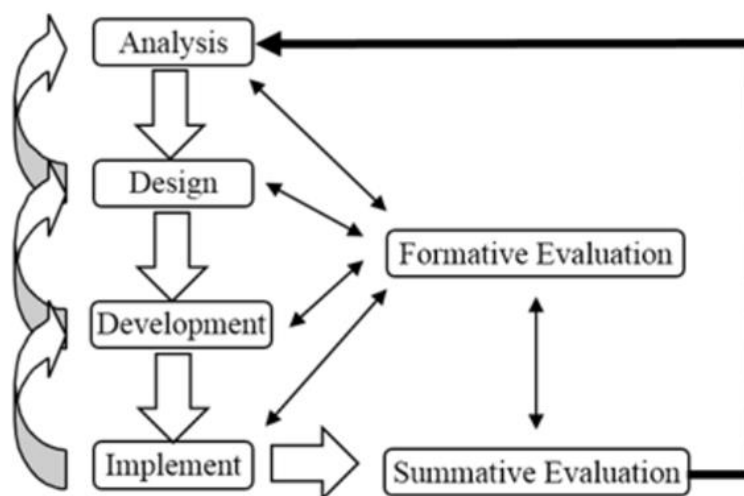 Analysis
Design
Formative Evaluation
Development
Implement
Summative Evaluation